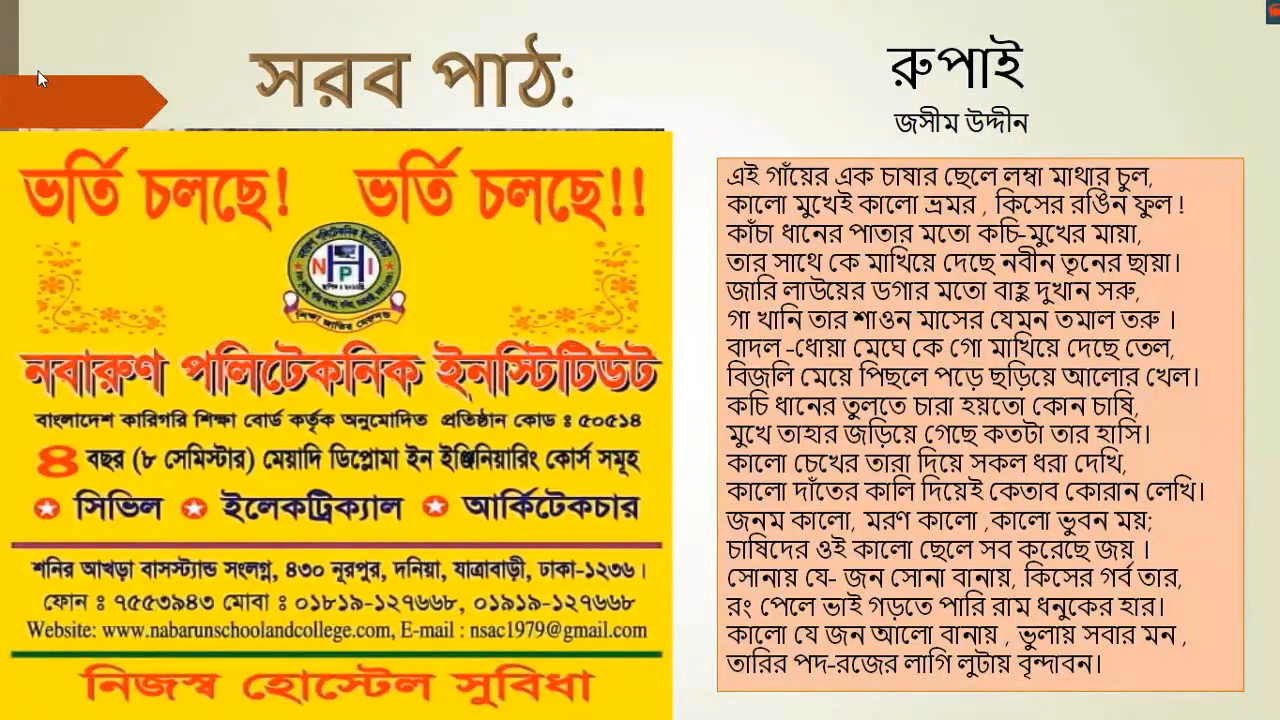 সরব পাঠ:
রুপাই
জসীম উদ্দীন
ভর্তি চলছে! ভর্তি চলছে!!
N H I
P
শিক্ষা জাতির মেরুদন্ড
নবারুণ পলিটেকনিক ইনস্টিটিউট
বাংলাদেশ কারিগরি শিক্ষা বোর্ড কর্তৃক অনুমোদিত প্রতিষ্ঠান কোড ঃ ৫০৫১৪
৪ বছর (৮ সেমিস্টার) মেয়াদি ডিপ্লোমা ইন ইঞ্জিনিয়ারিং কোর্স সমূহ
সিভিল ইলেকট্রিক্যাল আর্কিটেকচার
শনির আখড়া বাসস্ট্যান্ড সংলগ্ন, ৪৩০ নূরপুর, দনিয়া, যাত্রাবাড়ী, ঢাকা-১২৩৬।
ফোন ঃ ৭৫৫৩৯৪৩ মোবা ঃ ০১৮১৯-১২৭৬৬৮, ০১৯১৯-১২৭৬৬৮
Website: www.nabarunschoolandcollege.com, E-mail : nsac1979@gmail.com
নিজস্ব হোস্টেল সুবিধা
এই গাঁয়ের এক চাষার ছেলে লম্বা মাথার চুল,
কালো মুখেই কালো ভ্রমর , কিসের রঙিন ফুল !
কাঁচা ধানের পাতার মতো কচি-মুখের মায়া,
তার সাথে কে মাখিয়ে দেছে নবীন তৃনের ছায়া।
জারি লাউয়ের ডগার মতো বাহু দুখান সরু,
গা খানি তার শাওন মাসের যেমন তমাল তরু ।
বাদল -ধোয়া মেঘে কে গো মাখিয়ে দেছে তেল,
বিজলি মেয়ে পিছলে পড়ে ছড়িয়ে আলোর খেল।
কচি ধানের তুলতে চারা হয়তো কোন চাষি,
মুখে তাহার জড়িয়ে গেছে কতটা তার হাসি।
কালো চেখের তারা দিয়ে সকল ধরা দেখি,
কালো দাঁতের কালি দিয়েই কেতাব কোরান লেখি।
জনম কালো, মরণ কালো ,কালো ভুবন ময়;
চাষিদের ওই কালো ছেলে সব করেছে জয় ।
সোনায় যে- জন সোনা বানায়, কিসের গর্ব তার,
রং পেলে ভাই গড়তে পারি রাম ধনুকের হার।
কালো যে জন আলো বানায় , ভুলায় সবার মন ,
তারির পদ-রজের লাগি লুটায় বৃন্দাবন।